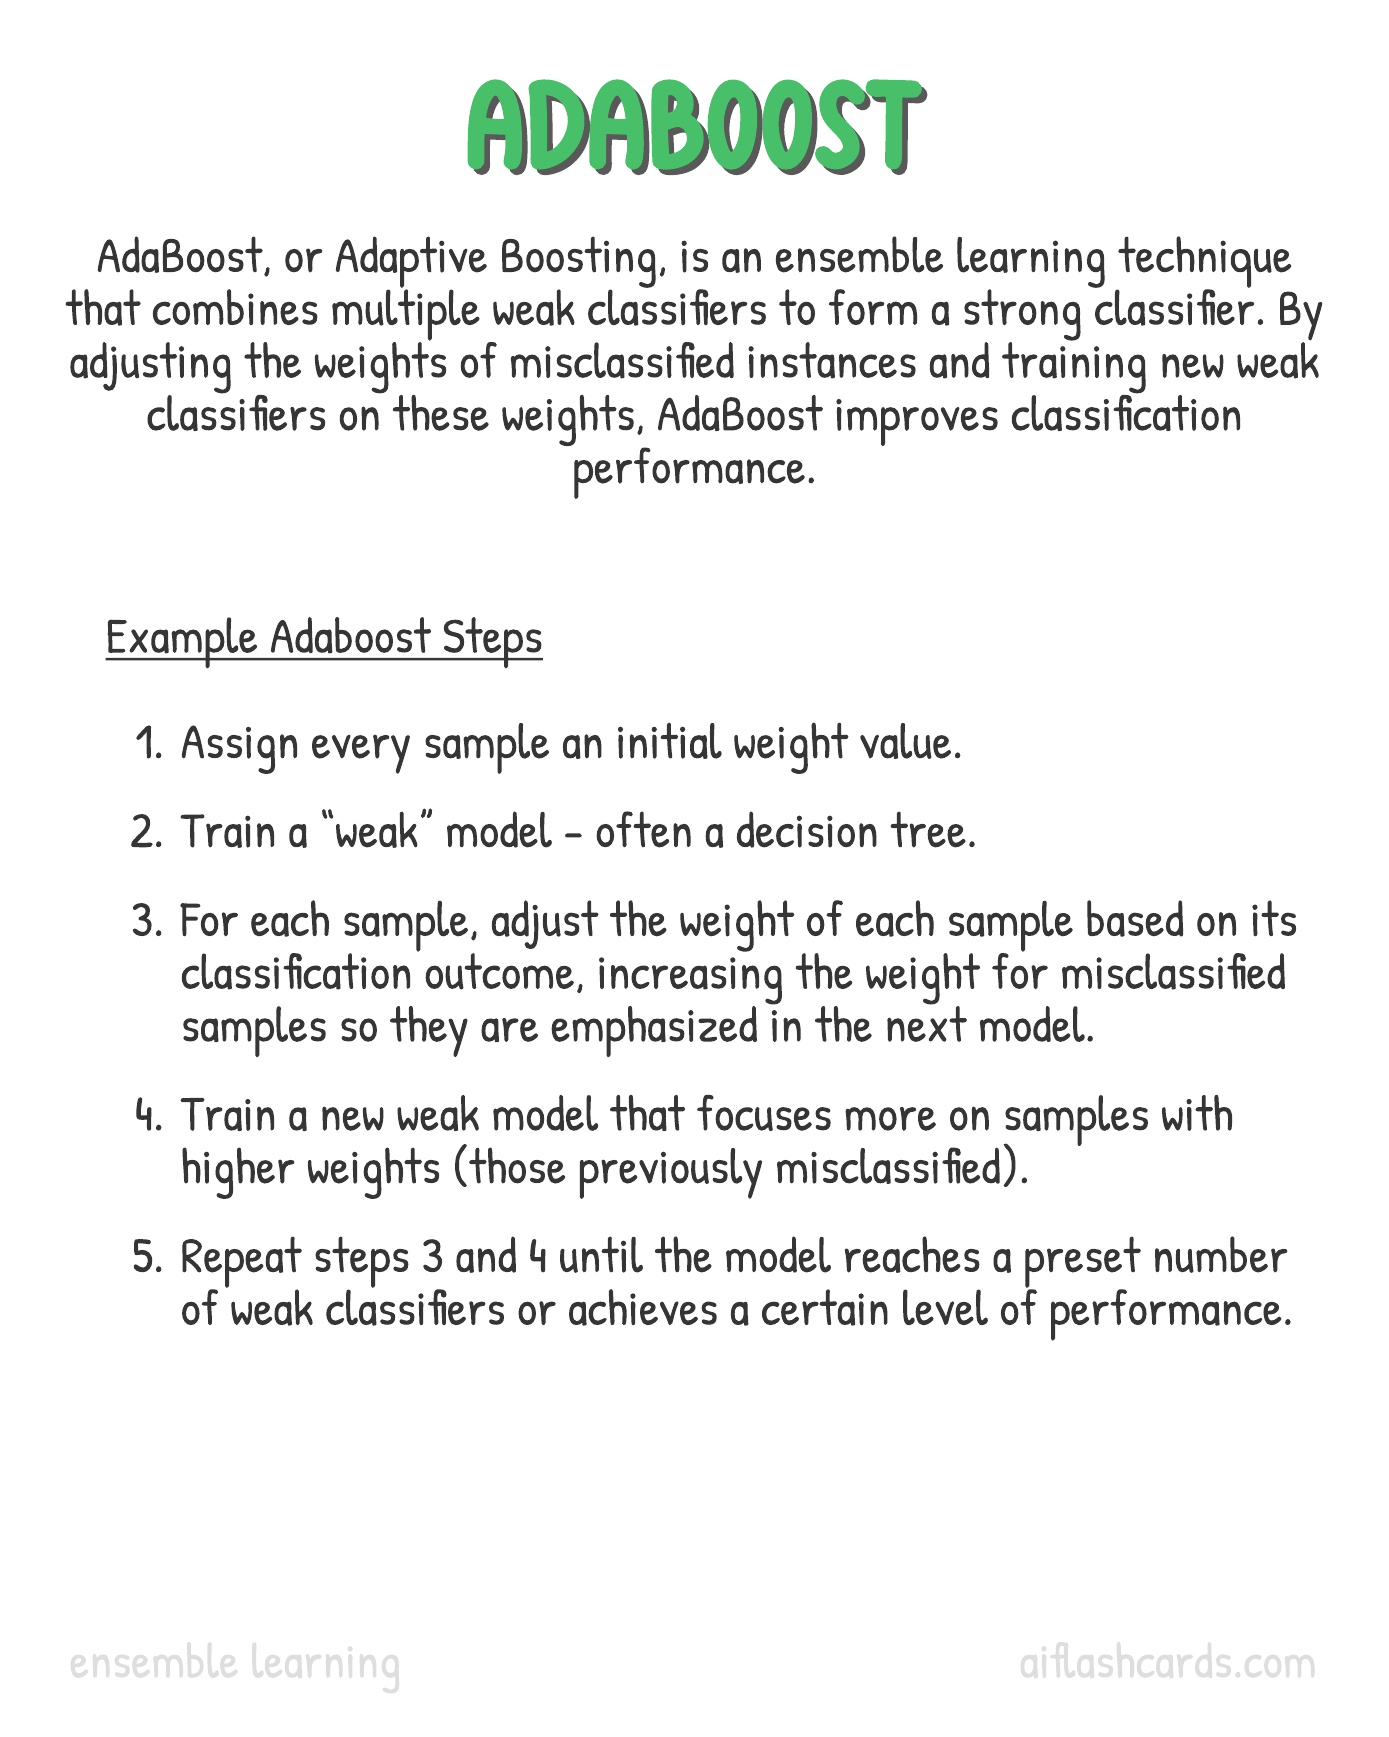 ADABOOST
AdaBoost, or Adaptive Boosting, is an ensemble learning technique
that combines multiple weak classifiers to form a strong classifier. By
adjusting the weights of misclassified instances and training new weak
classifiers on these weights, AdaBoost improves classification
performance.
Example Adaboost Steps
1. Assign every sample an initial weight value.
2. Train a “weak” model – often a decision tree.
3. For each sample, adjust the weight of each sample based on its
classification outcome, increasing the weight for misclassified
samples so they are emphasized in the next model.
4. Train a new weak model that focuses more on samples with
higher weights (those previously misclassified).
5. Repeat steps 3 and 4 until the model reaches a preset number
of weak classifiers or achieves a certain level of performance.
ensemble learning
aiflashcards.com